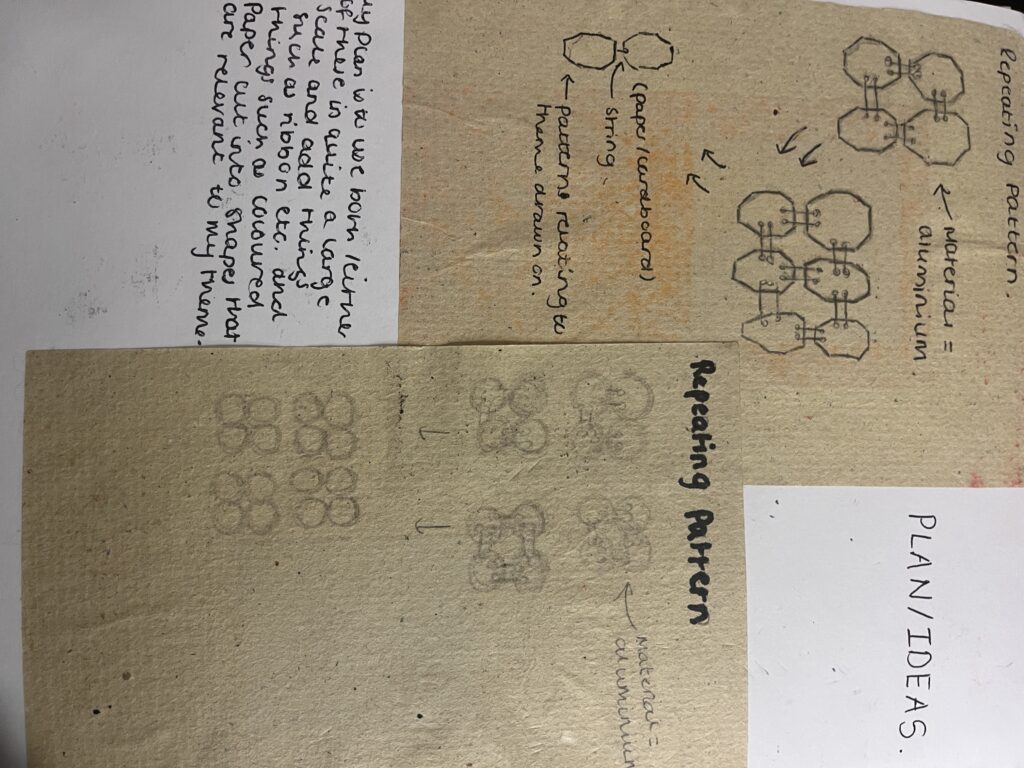 PLAN/IDEAS.
Repeating Pattern.
← Material =
aluminium.
(paper/cardboard)
← string.
← patterns relating to
theme drawn on.
Repeating Pattern
← Material =
aluminium
My plan is to use both/either
of these in quite a large
scale and add things
such as ribbon etc. and
things such as coloured
Paper cut into shapes that
are relevant to my theme.